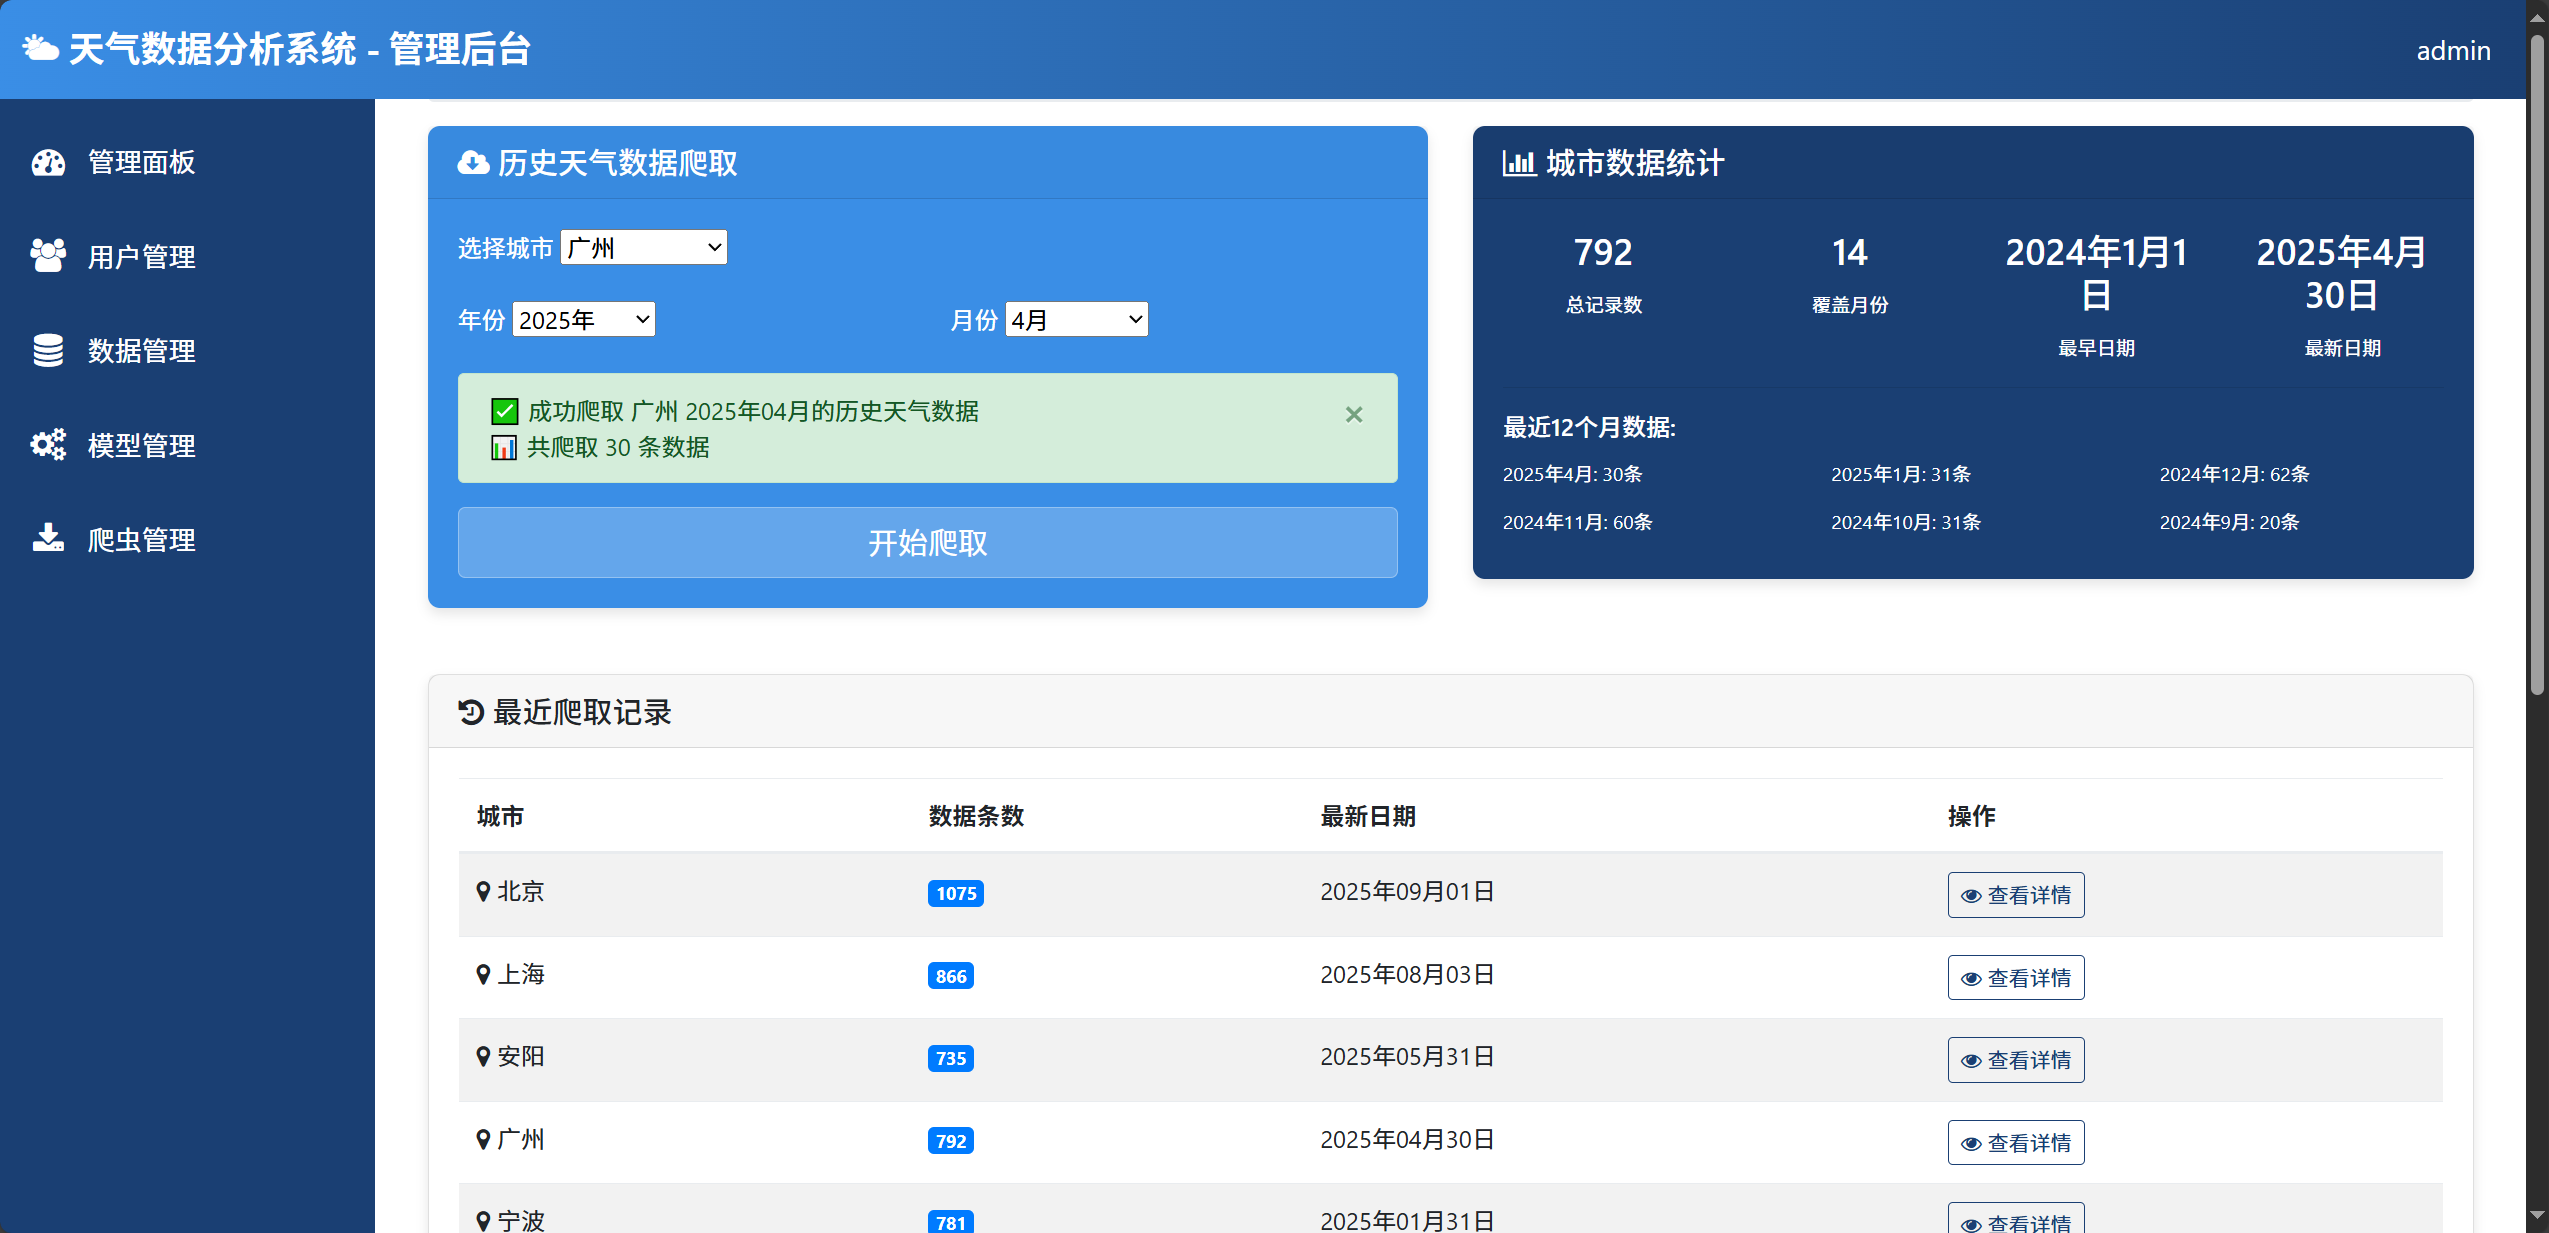 天气数据分析系统 - 管理后台
admin
管理面板
用户管理
数据管理
模型管理
爬虫管理
历史天气数据爬取
选择城市 广州
年份 2025年 月份 4月
成功爬取 广州 2025年04月的历史天气数据
×
共爬取 30 条数据
开始爬取
城市数据统计
792
总记录数
14
覆盖月份
2024年1月1
日
最早日期
2025年4月
30日
最新日期
最近12个月数据:
2025年4月: 30条 2025年1月: 31条 2024年12月: 62条
2024年11月: 60条 2024年10月: 31条 2024年9月: 20条
最近爬取记录
城市 数据条数 最新日期 操作
北京 1075 2025年09月01日 查看详情
上海 866 2025年08月03日 查看详情
安阳 735 2025年05月31日 查看详情
广州 792 2025年04月30日 查看详情
宁波 781 2025年01月31日 查看详情